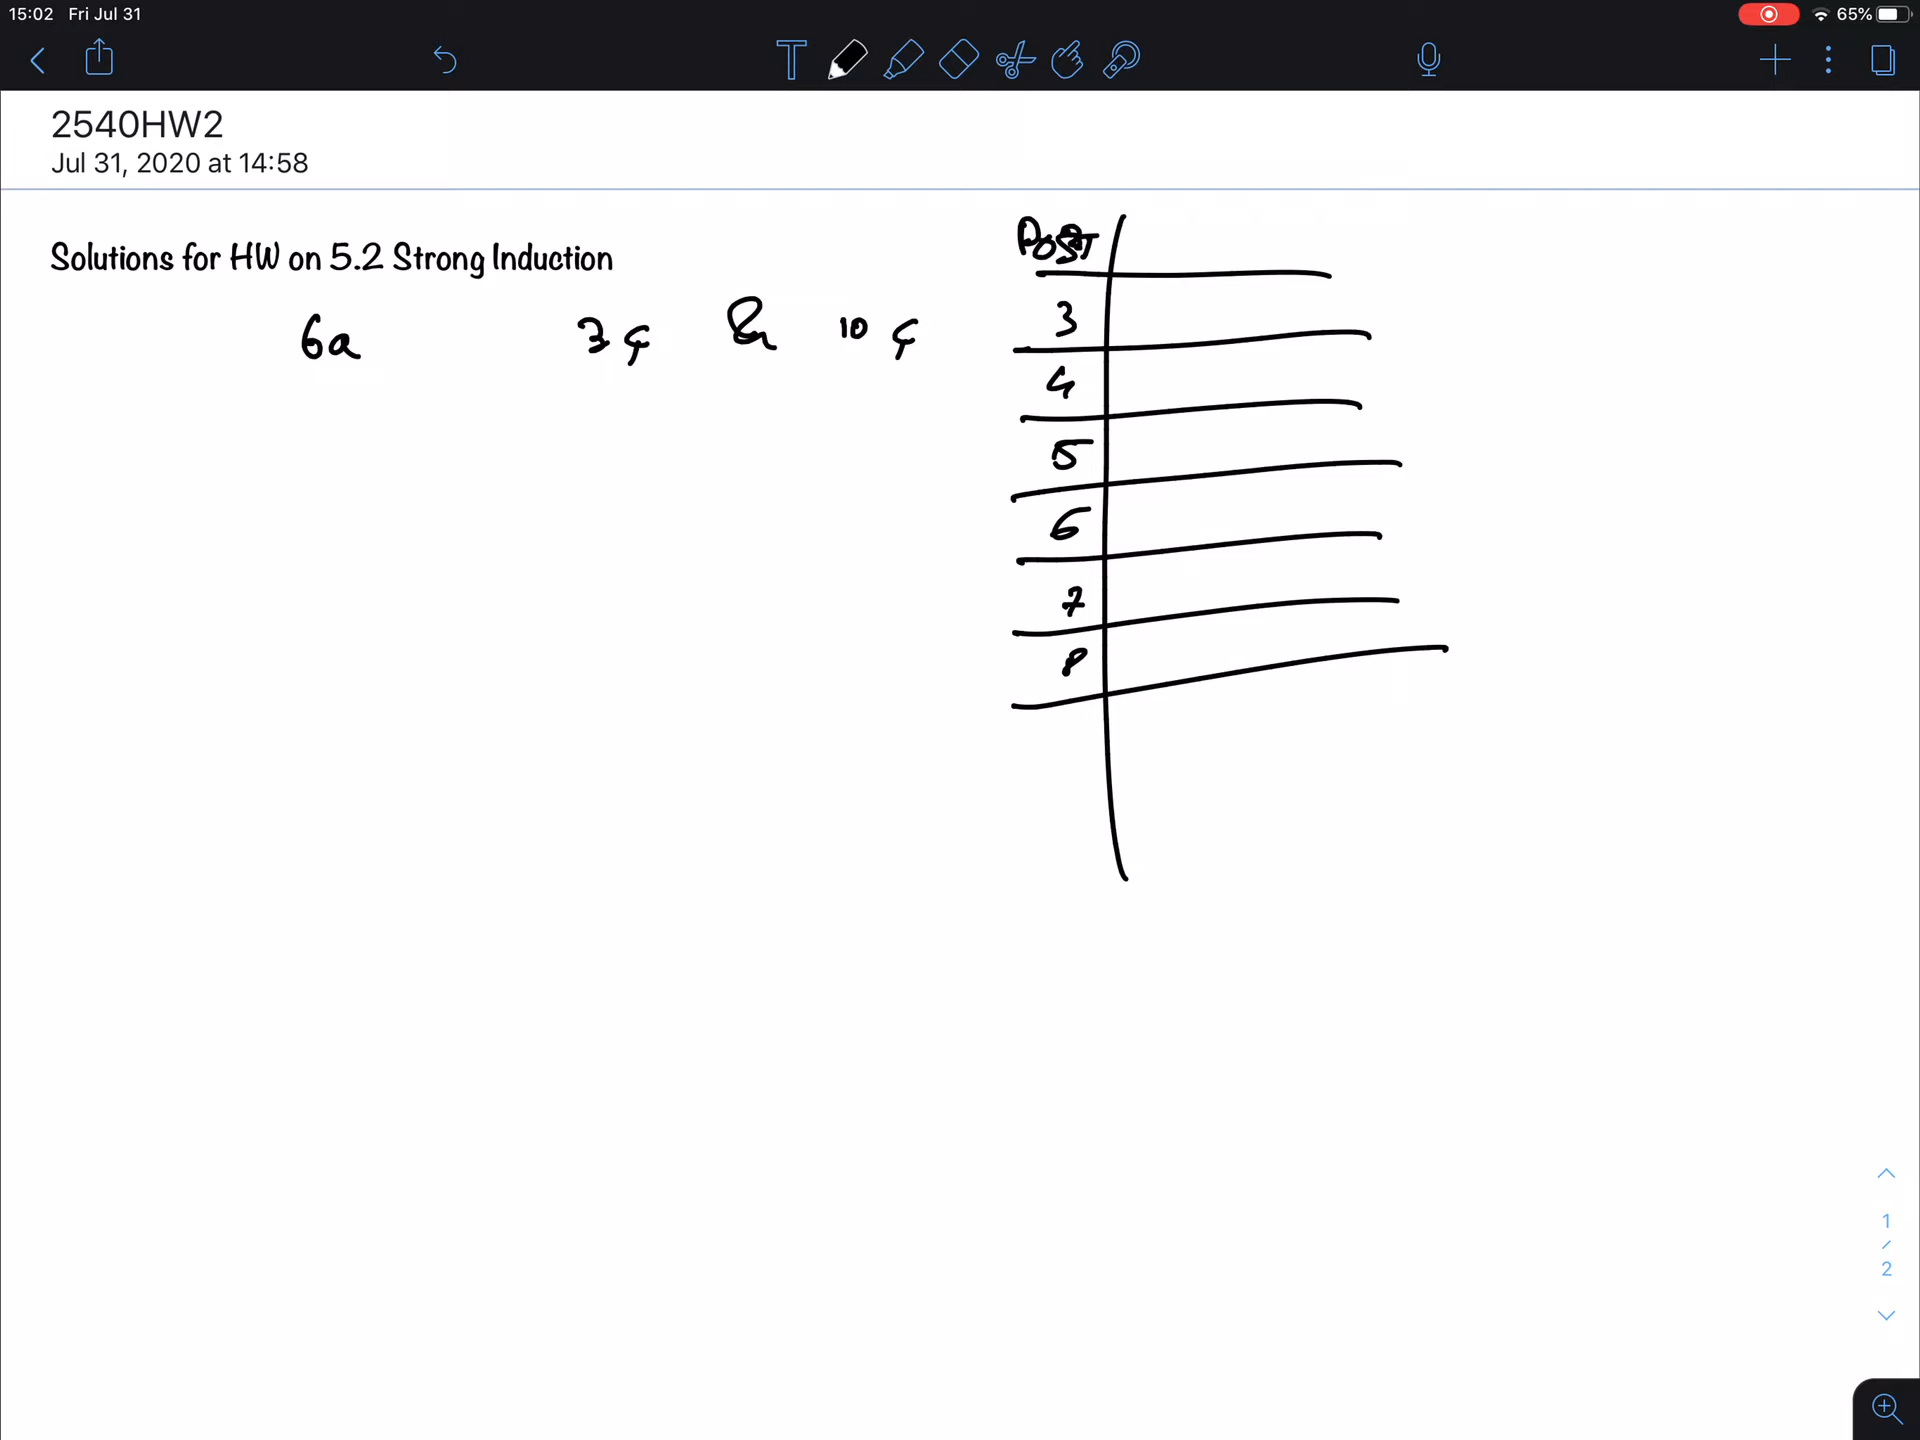 15:02 Fri Jul 31
65%
T
2540HW2
Jul 31, 2020 at 14:58
Solutions for HW on 5.2 Strong Induction
6a 3 ¢ & 10 ¢
POST
3
4
5
6
7
8
1
/
2